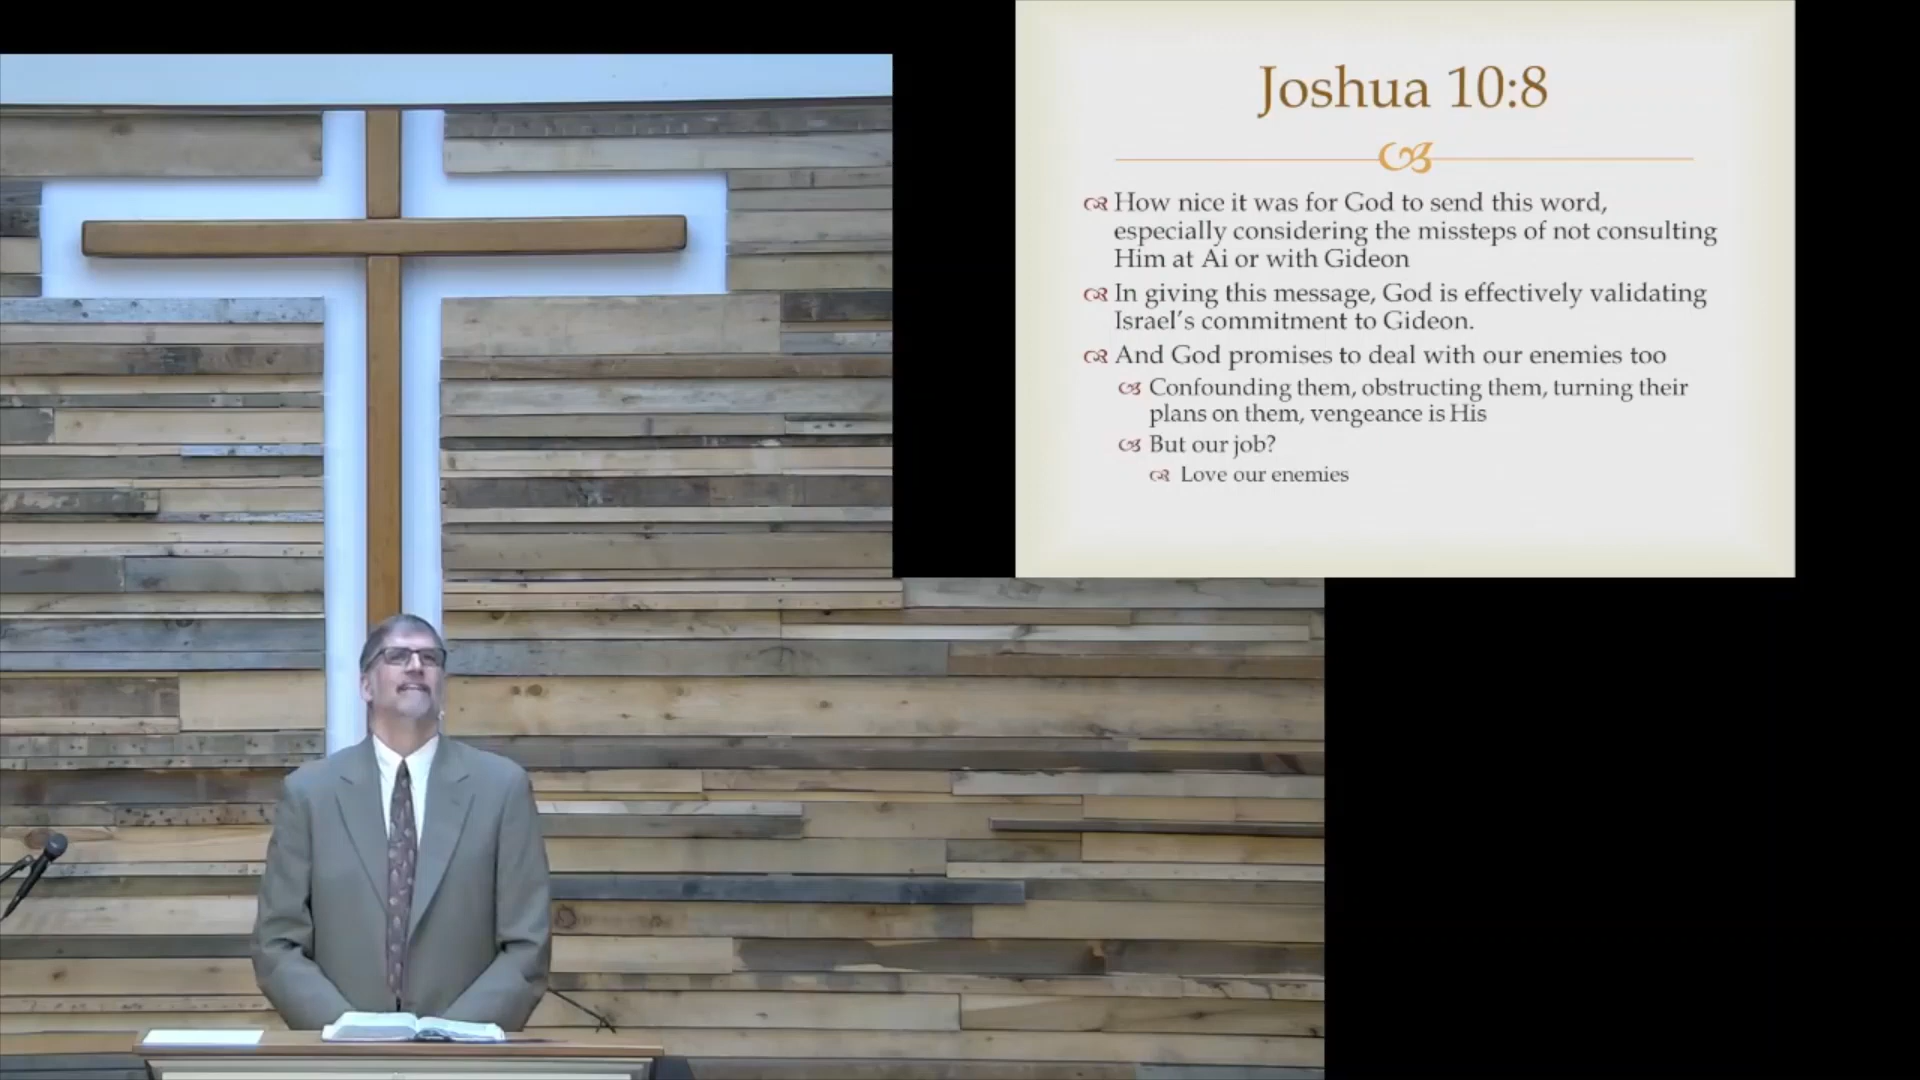 Joshua 10:8
How nice it was for God to send this word,
especially considering the missteps of not consulting
Him at Ai or with Gideon
In giving this message, God is effectively validating
Israel's commitment to Gideon.
And God promises to deal with our enemies too
Confounding them, obstructing them, turning their
plans on them, vengeance is His
But our job?
Love our enemies